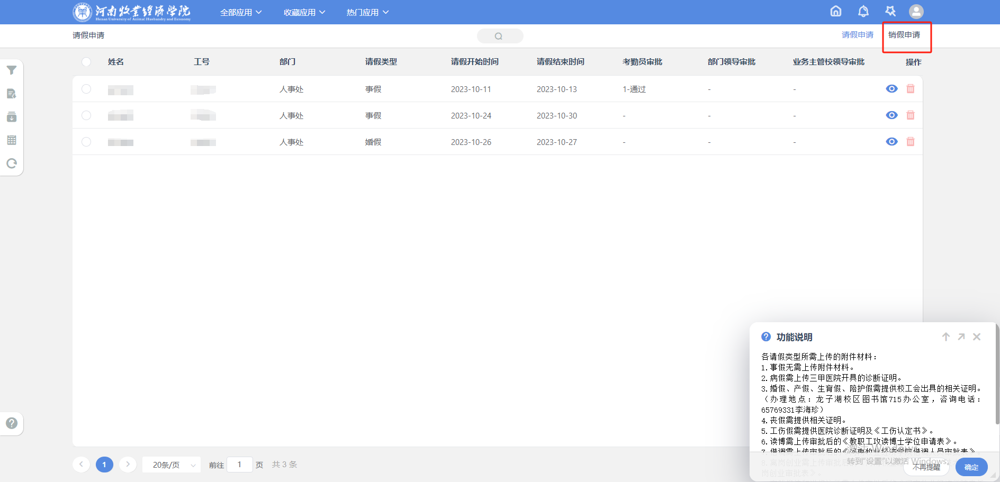 河南牧业经济学院
Henan University of Animal Husbandry and Economy
全部应用 收藏应用 热门应用
请假申请
请假申请 销假申请
姓名 工号 部门 请假类型 请假开始时间 请假结束时间 考勤员审批 部门领导审批 业务主管校领导审批 操作
人事处 事假 2023-10-11 2023-10-13 1-通过 - -
人事处 事假 2023-10-24 2023-10-30 - - -
人事处 婚假 2023-10-26 2023-10-27 - - -
功能说明
各请假类型所需上传的附件材料：
1.事假无需上传附件材料。
2.病假需上传三甲医院开具的诊断证明。
3.婚假、产假、生育假、陪护假需提供校工会出具的相关证明。
（办理地点：龙子湖校区图书馆715办公室，咨询电话：
65769331李海珍）
4.丧假需提供相关证明。
5.工伤假需提供医院诊断证明及《工伤认定书》。
6.读博需上传审批后的《教职工攻读博士学位申请表》。
7.借调需上传审批后的《河南牧业经济学院借调人员审批表》。
8.离岗创业需上传审批后
岗创业审批表》。
激活 Windows
转到"设置"以激活 Windows。
不再提醒 确定
1 20条/页 前往 1 页 共 3 条